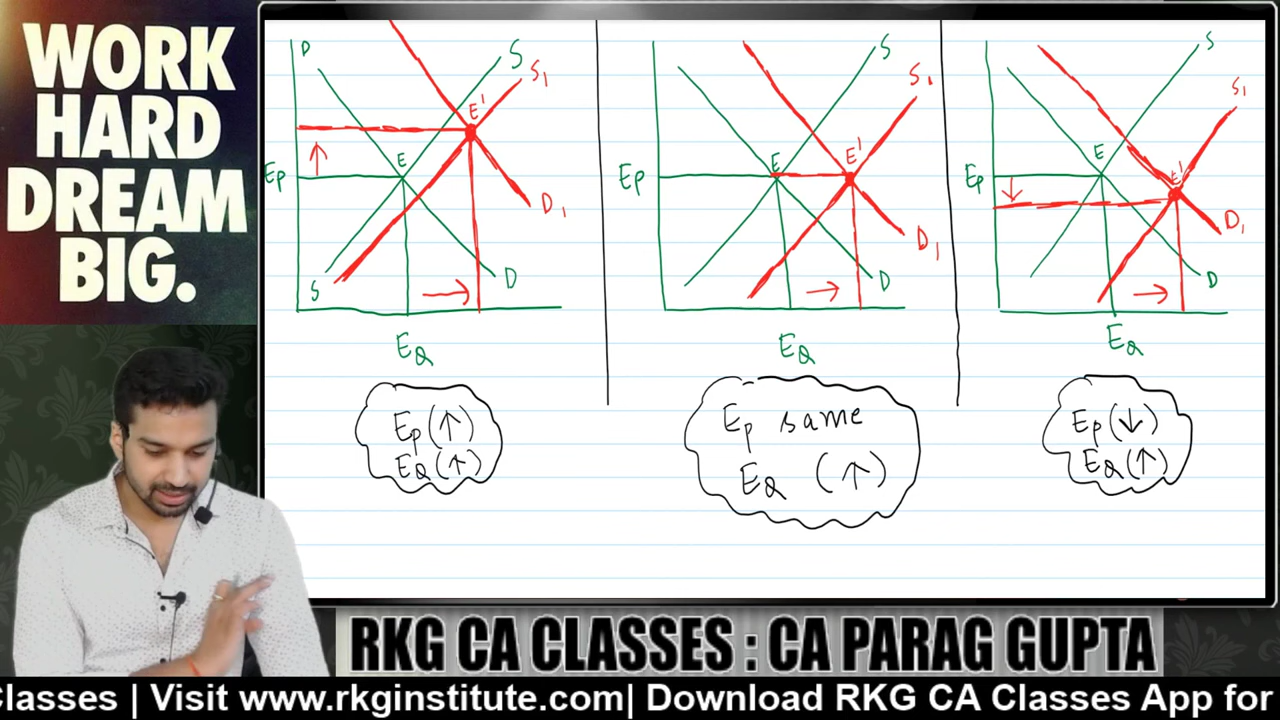 WORK
HARD
DREAM
BIG.
D
S
S1
E'
E
Ep
D1
S
D
EQ
Ep (↑)
EQ (↑)
S
S1
E
E'
Ep
D1
D
EQ
Ep same
EQ (↑)
S
S1
E
Ep
E'
D1
D
EQ
Ep (↓)
EQ (↑)
RKG CA CLASSES : CA PARAG GUPTA
Classes | Visit www.rkginstitute.com| Download RKG CA Classes App for